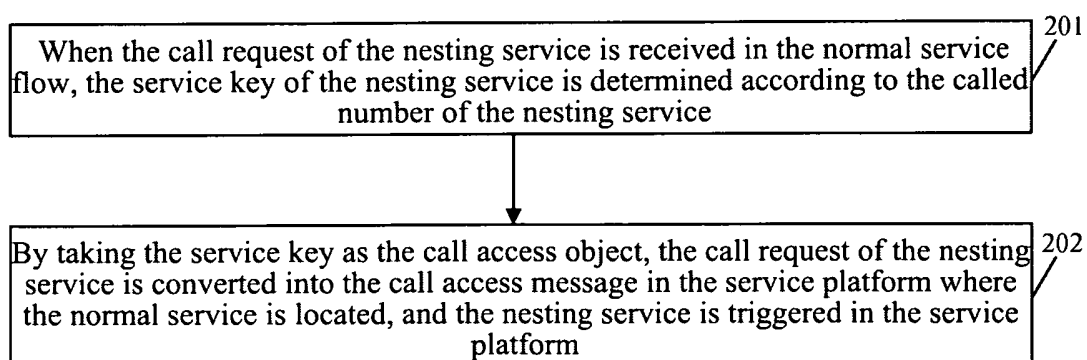 201
When the call request of the nesting service is received in the normal service
flow, the service key of the nesting service is determined according to the called
number of the nesting service
202
By taking the service key as the call access object, the call request of the nesting
service is converted into the call access message in the service platform where
the normal service is located, and the nesting service is triggered in the service
platform